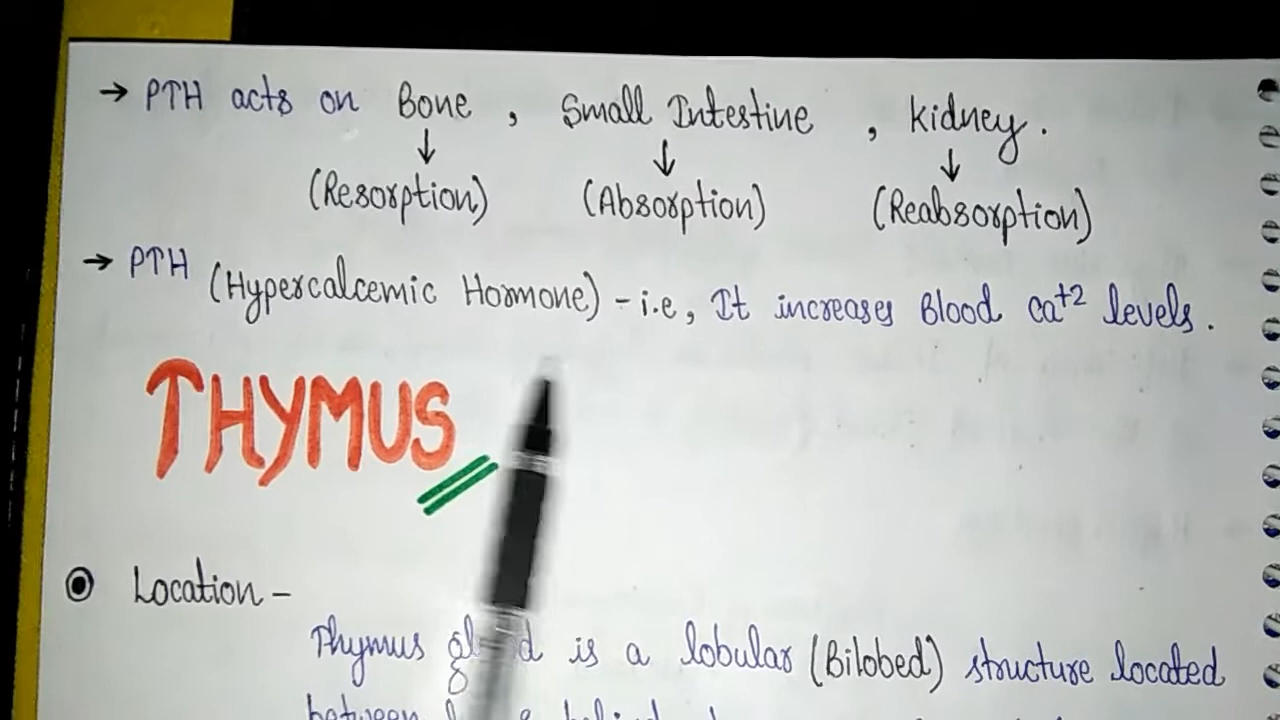 → PTH acts on Bone , Small Intestine , kidney .
↓ ↓ ↓
(Resorption) (Absorption) (Reabsorption)
→ PTH (Hypercalcemic Hormone) - i.e, It increases Blood Ca+2 levels .
THYMUS
Location -
Thymus is a lobular (Bilobed) structure located
between